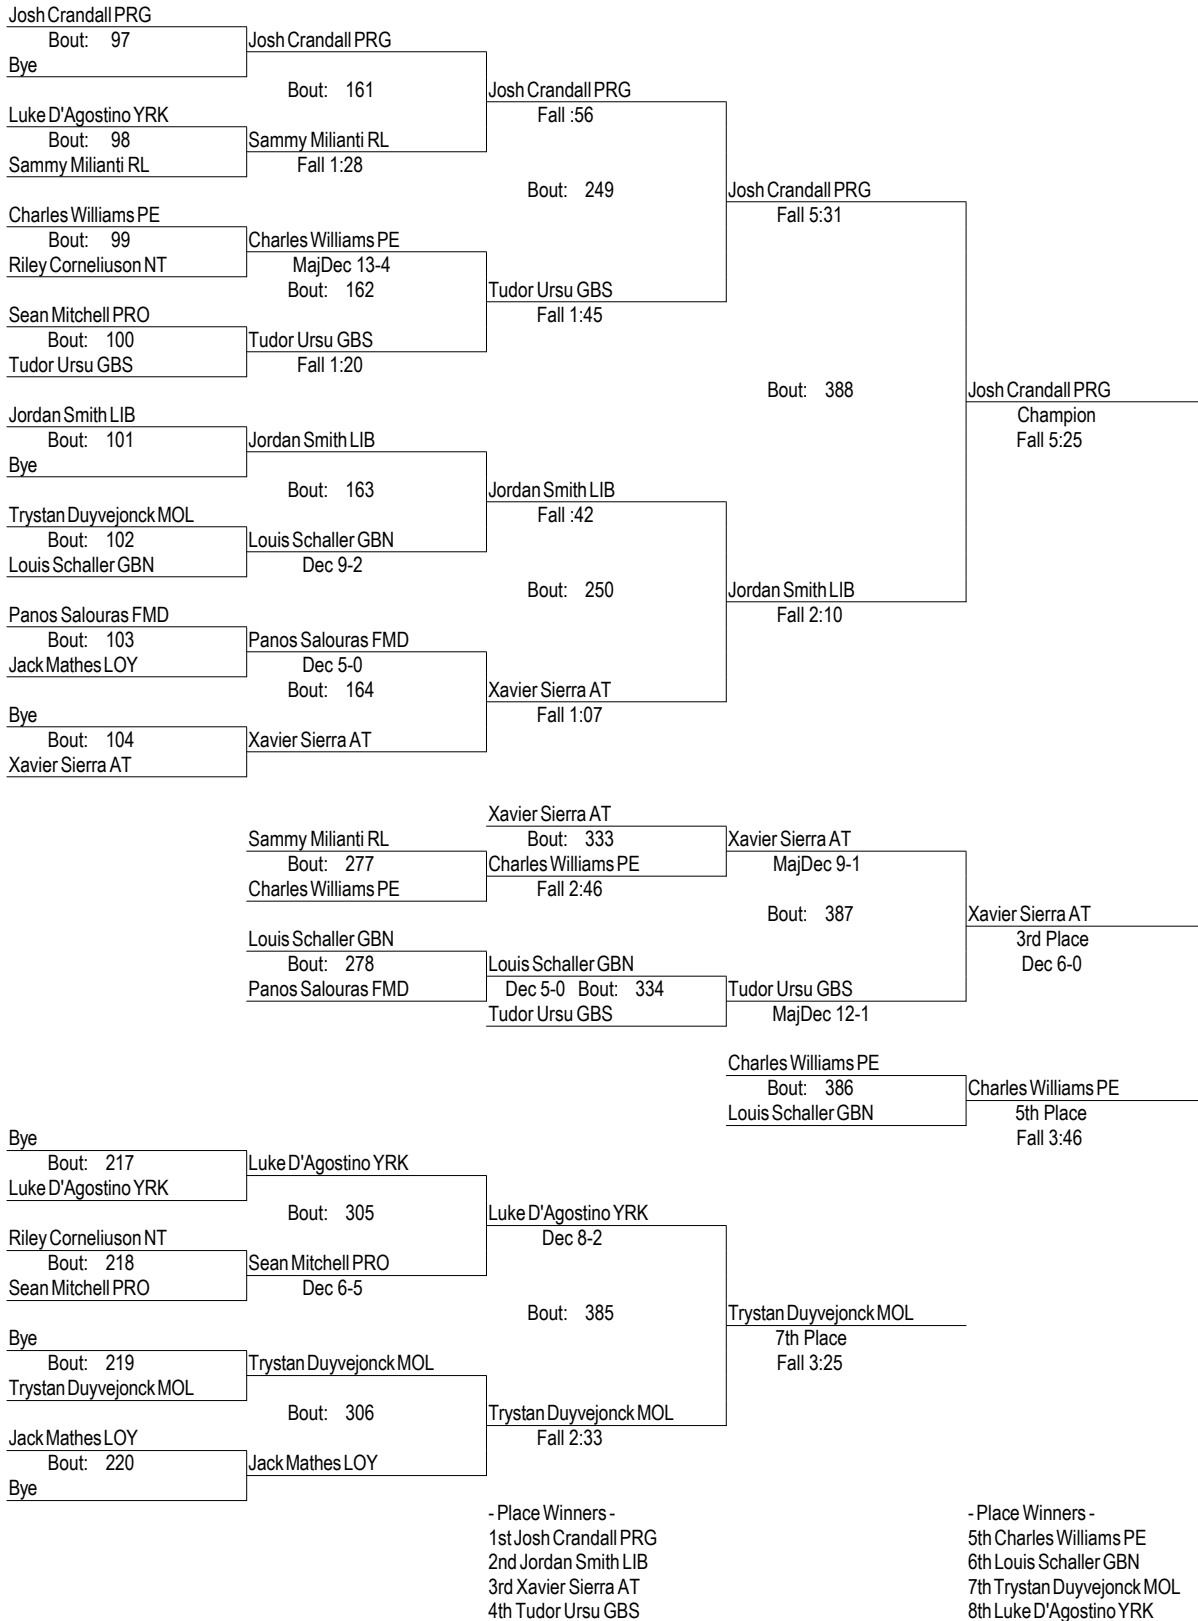 Josh Crandall PRG
Bout: 97 Josh Crandall PRG
Bye
Bout: 161 Josh Crandall PRG
Luke D'Agostino YRK Fall :56
Bout: 98 Sammy Milianti RL
Sammy Milianti RL Fall 1:28
Bout: 249 Josh Crandall PRG
Charles Williams PE Fall 5:31
Bout: 99 Charles Williams PE
Riley Corneliuson NT MajDec 13-4
Bout: 162 Tudor Ursu GBS
Sean Mitchell PRO Fall 1:45
Bout: 100 Tudor Ursu GBS
Tudor Ursu GBS Fall 1:20
Bout: 388 Josh Crandall PRG
Jordan Smith LIB Champion
Bout: 101 Jordan Smith LIB Fall 5:25
Bye
Bout: 163 Jordan Smith LIB
Trystan Duyvejonck MOL Fall :42
Bout: 102 Louis Schaller GBN
Louis Schaller GBN Dec 9-2
Bout: 250 Jordan Smith LIB
Panos Salouras FMD Fall 2:10
Bout: 103 Panos Salouras FMD
Jack Mathes LOY Dec 5-0
Bout: 164 Xavier Sierra AT
Bye Fall 1:07
Bout: 104 Xavier Sierra AT
Xavier Sierra AT
Xavier Sierra AT
Sammy Milianti RL Bout: 333 Xavier Sierra AT
Bout: 277 Charles Williams PE MajDec 9-1
Charles Williams PE Fall 2:46
Bout: 387 Xavier Sierra AT
Louis Schaller GBN 3rd Place
Bout: 278 Louis Schaller GBN Dec 6-0
Panos Salouras FMD Dec 5-0 Bout: 334 Tudor Ursu GBS
Tudor Ursu GBS MajDec 12-1
Charles Williams PE
Bout: 386 Charles Williams PE
Louis Schaller GBN 5th Place
Bye Fall 3:46
Bout: 217 Luke D'Agostino YRK
Luke D'Agostino YRK
Bout: 305 Luke D'Agostino YRK
Riley Corneliuson NT Dec 8-2
Bout: 218 Sean Mitchell PRO
Sean Mitchell PRO Dec 6-5
Bout: 385 Trystan Duyvejonck MOL
Bye 7th Place
Bout: 219 Trystan Duyvejonck MOL Fall 3:25
Trystan Duyvejonck MOL
Bout: 306 Trystan Duyvejonck MOL
Jack Mathes LOY Fall 2:33
Bout: 220 Jack Mathes LOY
Bye
- Place Winners - - Place Winners -
1st Josh Crandall PRG 5th Charles Williams PE
2nd Jordan Smith LIB 6th Louis Schaller GBN
3rd Xavier Sierra AT 7th Trystan Duyvejonck MOL
4th Tudor Ursu GBS 8th Luke D'Agostino YRK